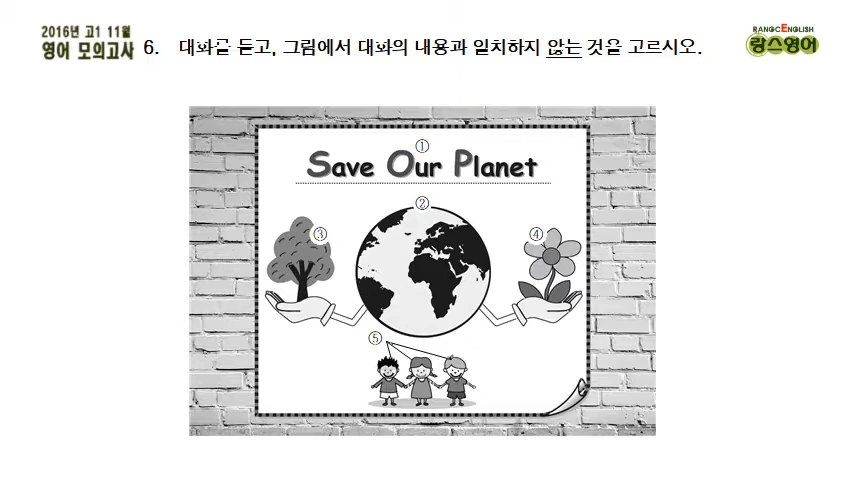 2016년 고1 11월
영어 모의고사
6. 대화를 듣고, 그림에서 대화의 내용과 일치하지 않는 것을 고르시오.
RANGCENGLISH
랑스영어
①
Save Our Planet
②
③
④
⑤